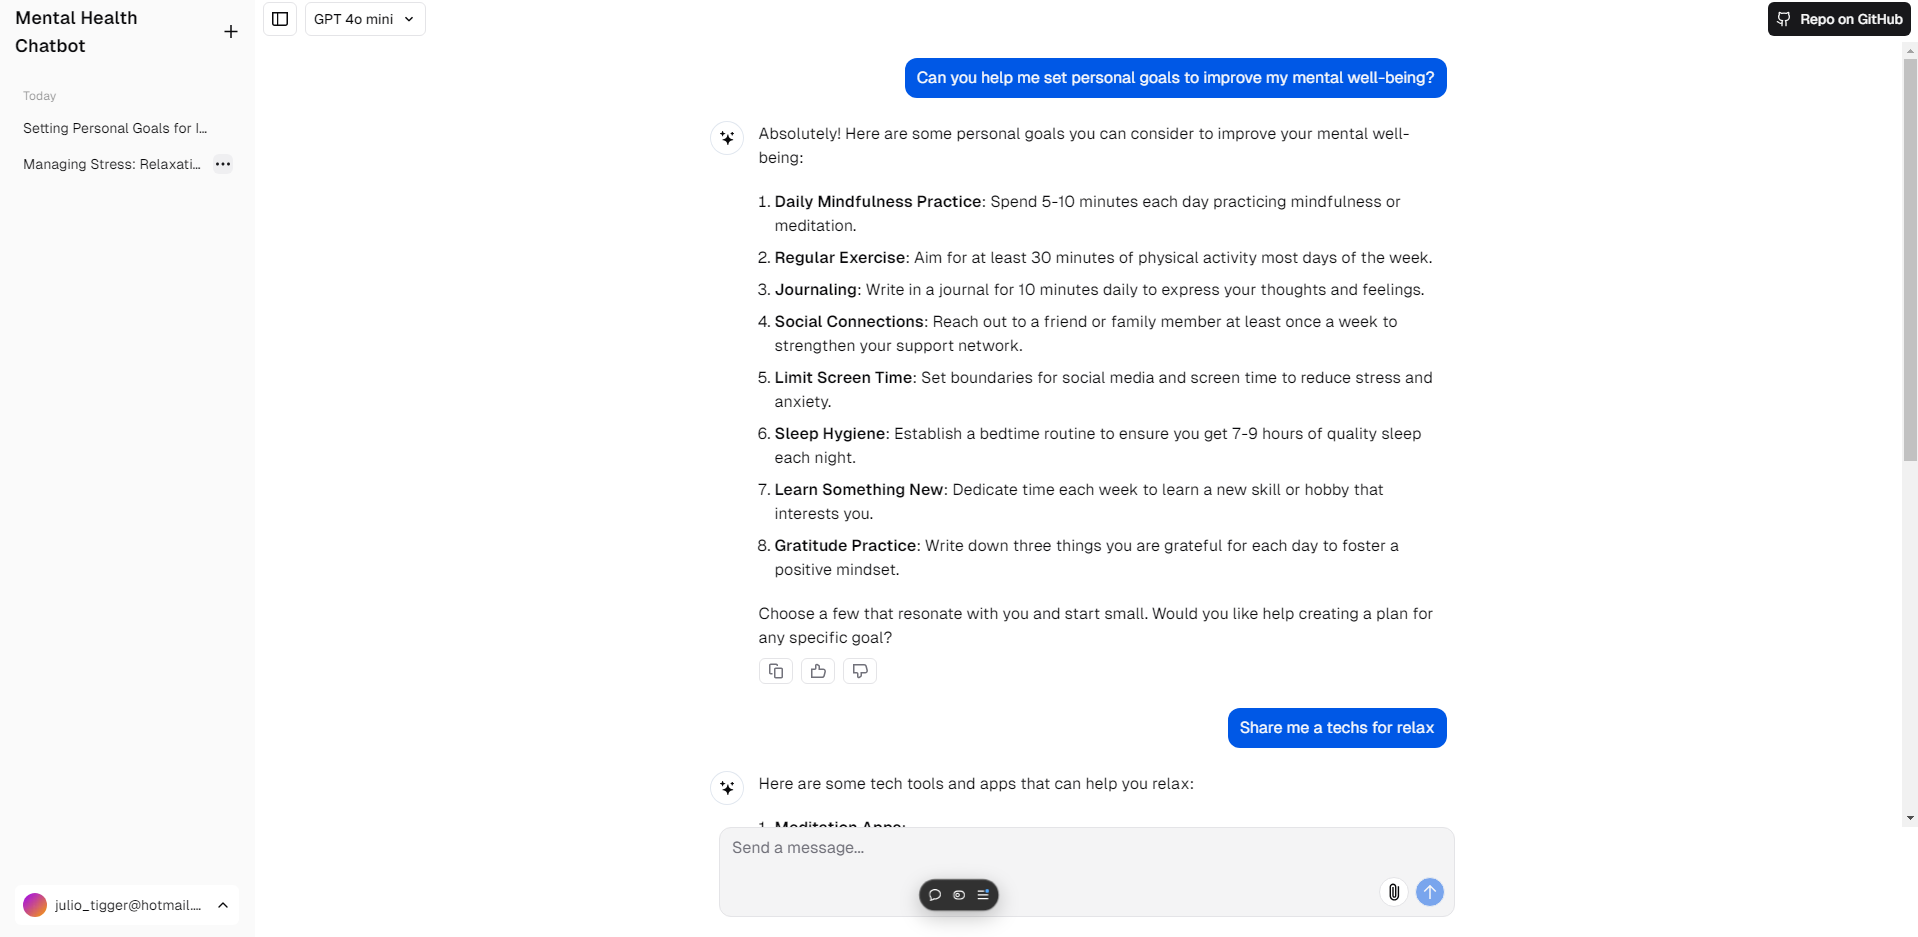 Mental Health
Chatbot
Today
Setting Personal Goals for I...
Managing Stress: Relaxati...
julio_tigger@hotmail....
GPT 4o mini
Repo on GitHub
Can you help me set personal goals to improve my mental well-being?
Absolutely! Here are some personal goals you can consider to improve your mental well-
being:
1. Daily Mindfulness Practice: Spend 5-10 minutes each day practicing mindfulness or
meditation.
2. Regular Exercise: Aim for at least 30 minutes of physical activity most days of the week.
3. Journaling: Write in a journal for 10 minutes daily to express your thoughts and feelings.
4. Social Connections: Reach out to a friend or family member at least once a week to
strengthen your support network.
5. Limit Screen Time: Set boundaries for social media and screen time to reduce stress and
anxiety.
6. Sleep Hygiene: Establish a bedtime routine to ensure you get 7-9 hours of quality sleep
each night.
7. Learn Something New: Dedicate time each week to learn a new skill or hobby that
interests you.
8. Gratitude Practice: Write down three things you are grateful for each day to foster a
positive mindset.
Choose a few that resonate with you and start small. Would you like help creating a plan for
any specific goal?
Share me a techs for relax
Here are some tech tools and apps that can help you relax:
1. Meditation Apps:
Send a message...